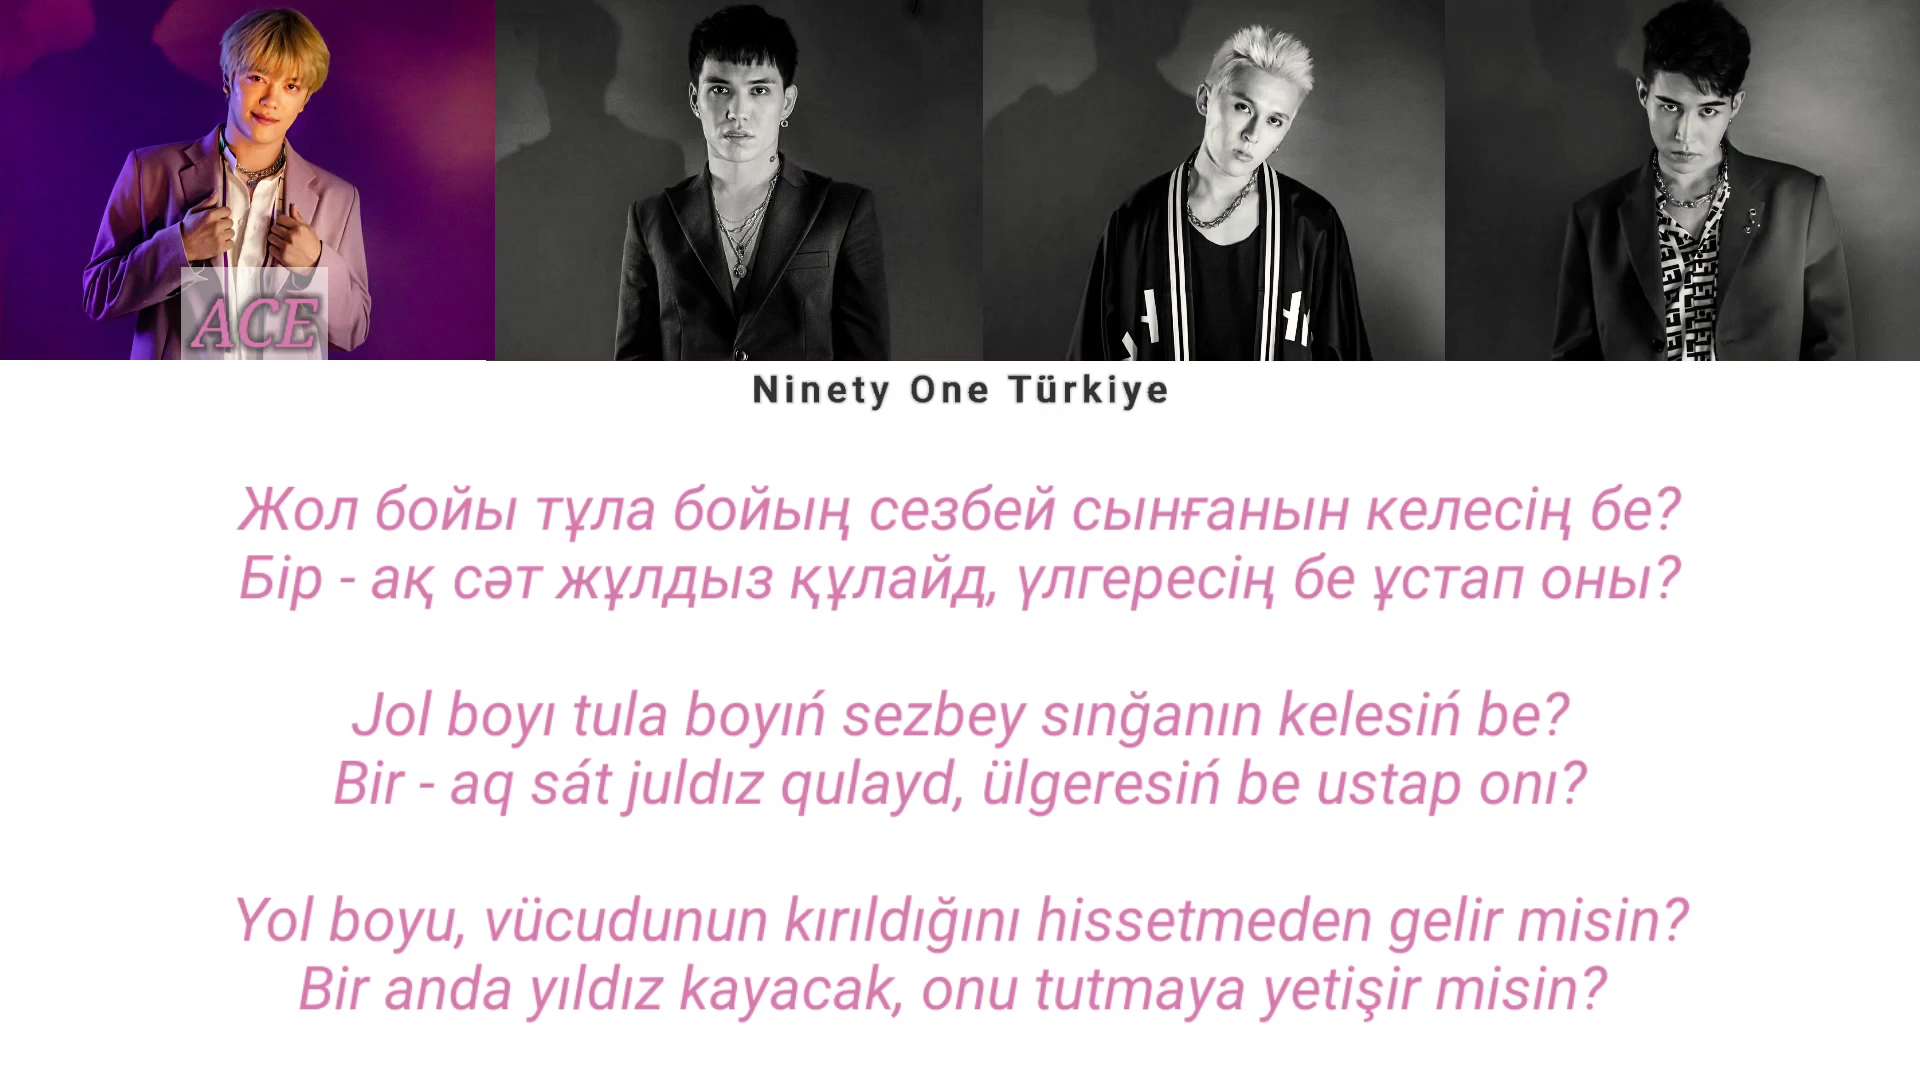 ACE
Ninety One Türkiye
Жол бойы тұла бойың сезбей сынғанын келесің бе?
Бір - ақ сәт жұлдыз құлайд, үлгересің бе ұстап оны?
Jol boyı tula boyıń sezbey sınğanın kelesiń be?
Bir - aq sát juldız qulayd, ülgeresiń be ustap onı?
Yol boyu, vücudunun kırıldığını hissetmeden gelir misin?
Bir anda yıldız kayacak, onu tutmaya yetişir misin?